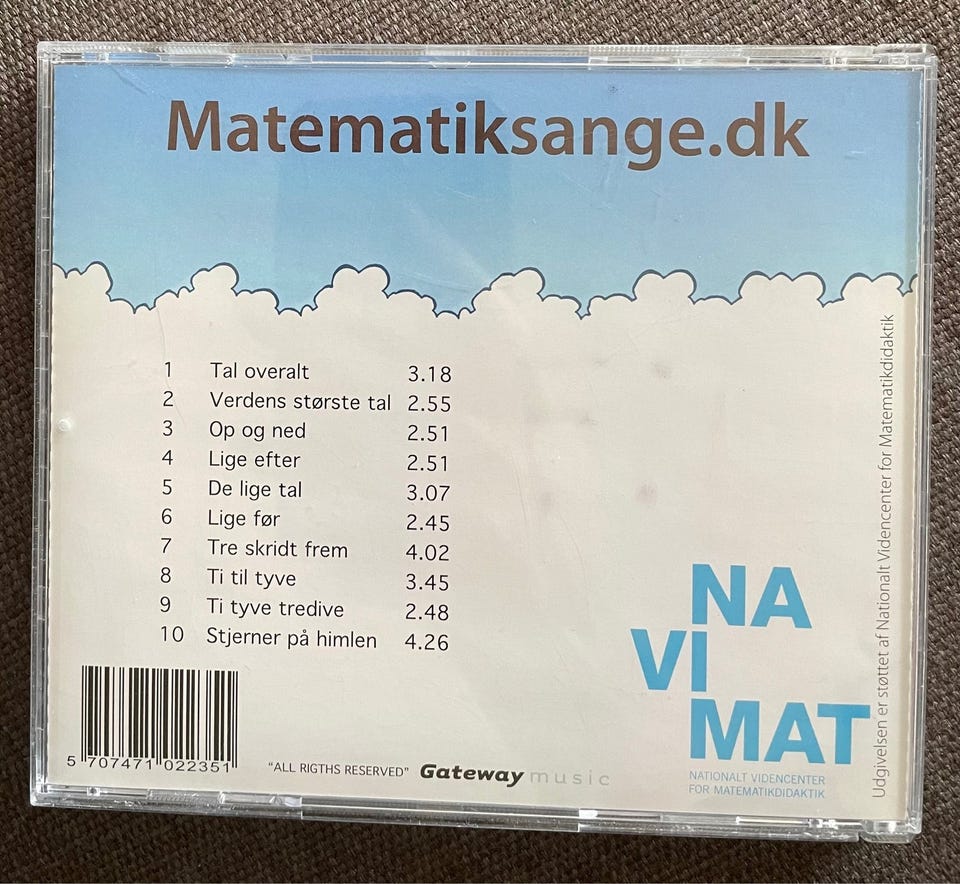 Matematiksange.dk
1 Tal overalt 3.18
2 Verdens største tal 2.55
3 Op og ned 2.51
4 Lige efter 2.51
5 De lige tal 3.07
6 Lige før 2.45
7 Tre skridt frem 4.02
8 Ti til tyve 3.45
9 Ti tyve tredive 2.48
10 Stjerner på himlen 4.26
5 707471 022351
"ALL RIGTHS RESERVED" Gateway music
NA
VI
MAT
NATIONALT VIDENCENTER
FOR MATEMATIKDIDAKTIK
Udgivelsen er støttet af Nationalt Videncenter for Matematikdidaktik